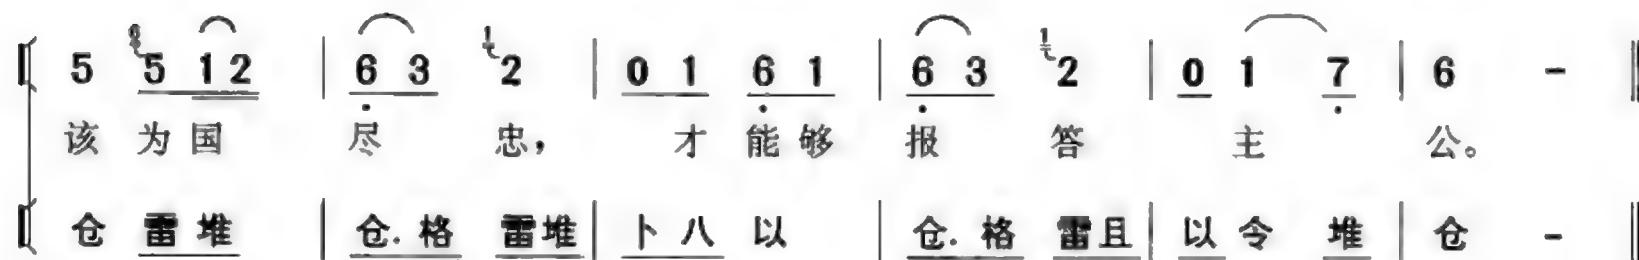 5 5 1 2 | 6 3 2 | 0 1 6 1 | 6 3 2 | 0 1 7 | 6 -
该 为 国 尽 忠， 才 能 够 报 答 主 公。
仓 雷 堆 | 仓. 格 雷 堆 | 卜 八 以 | 仓. 格 雷 且 | 以 令 堆 | 仓 -